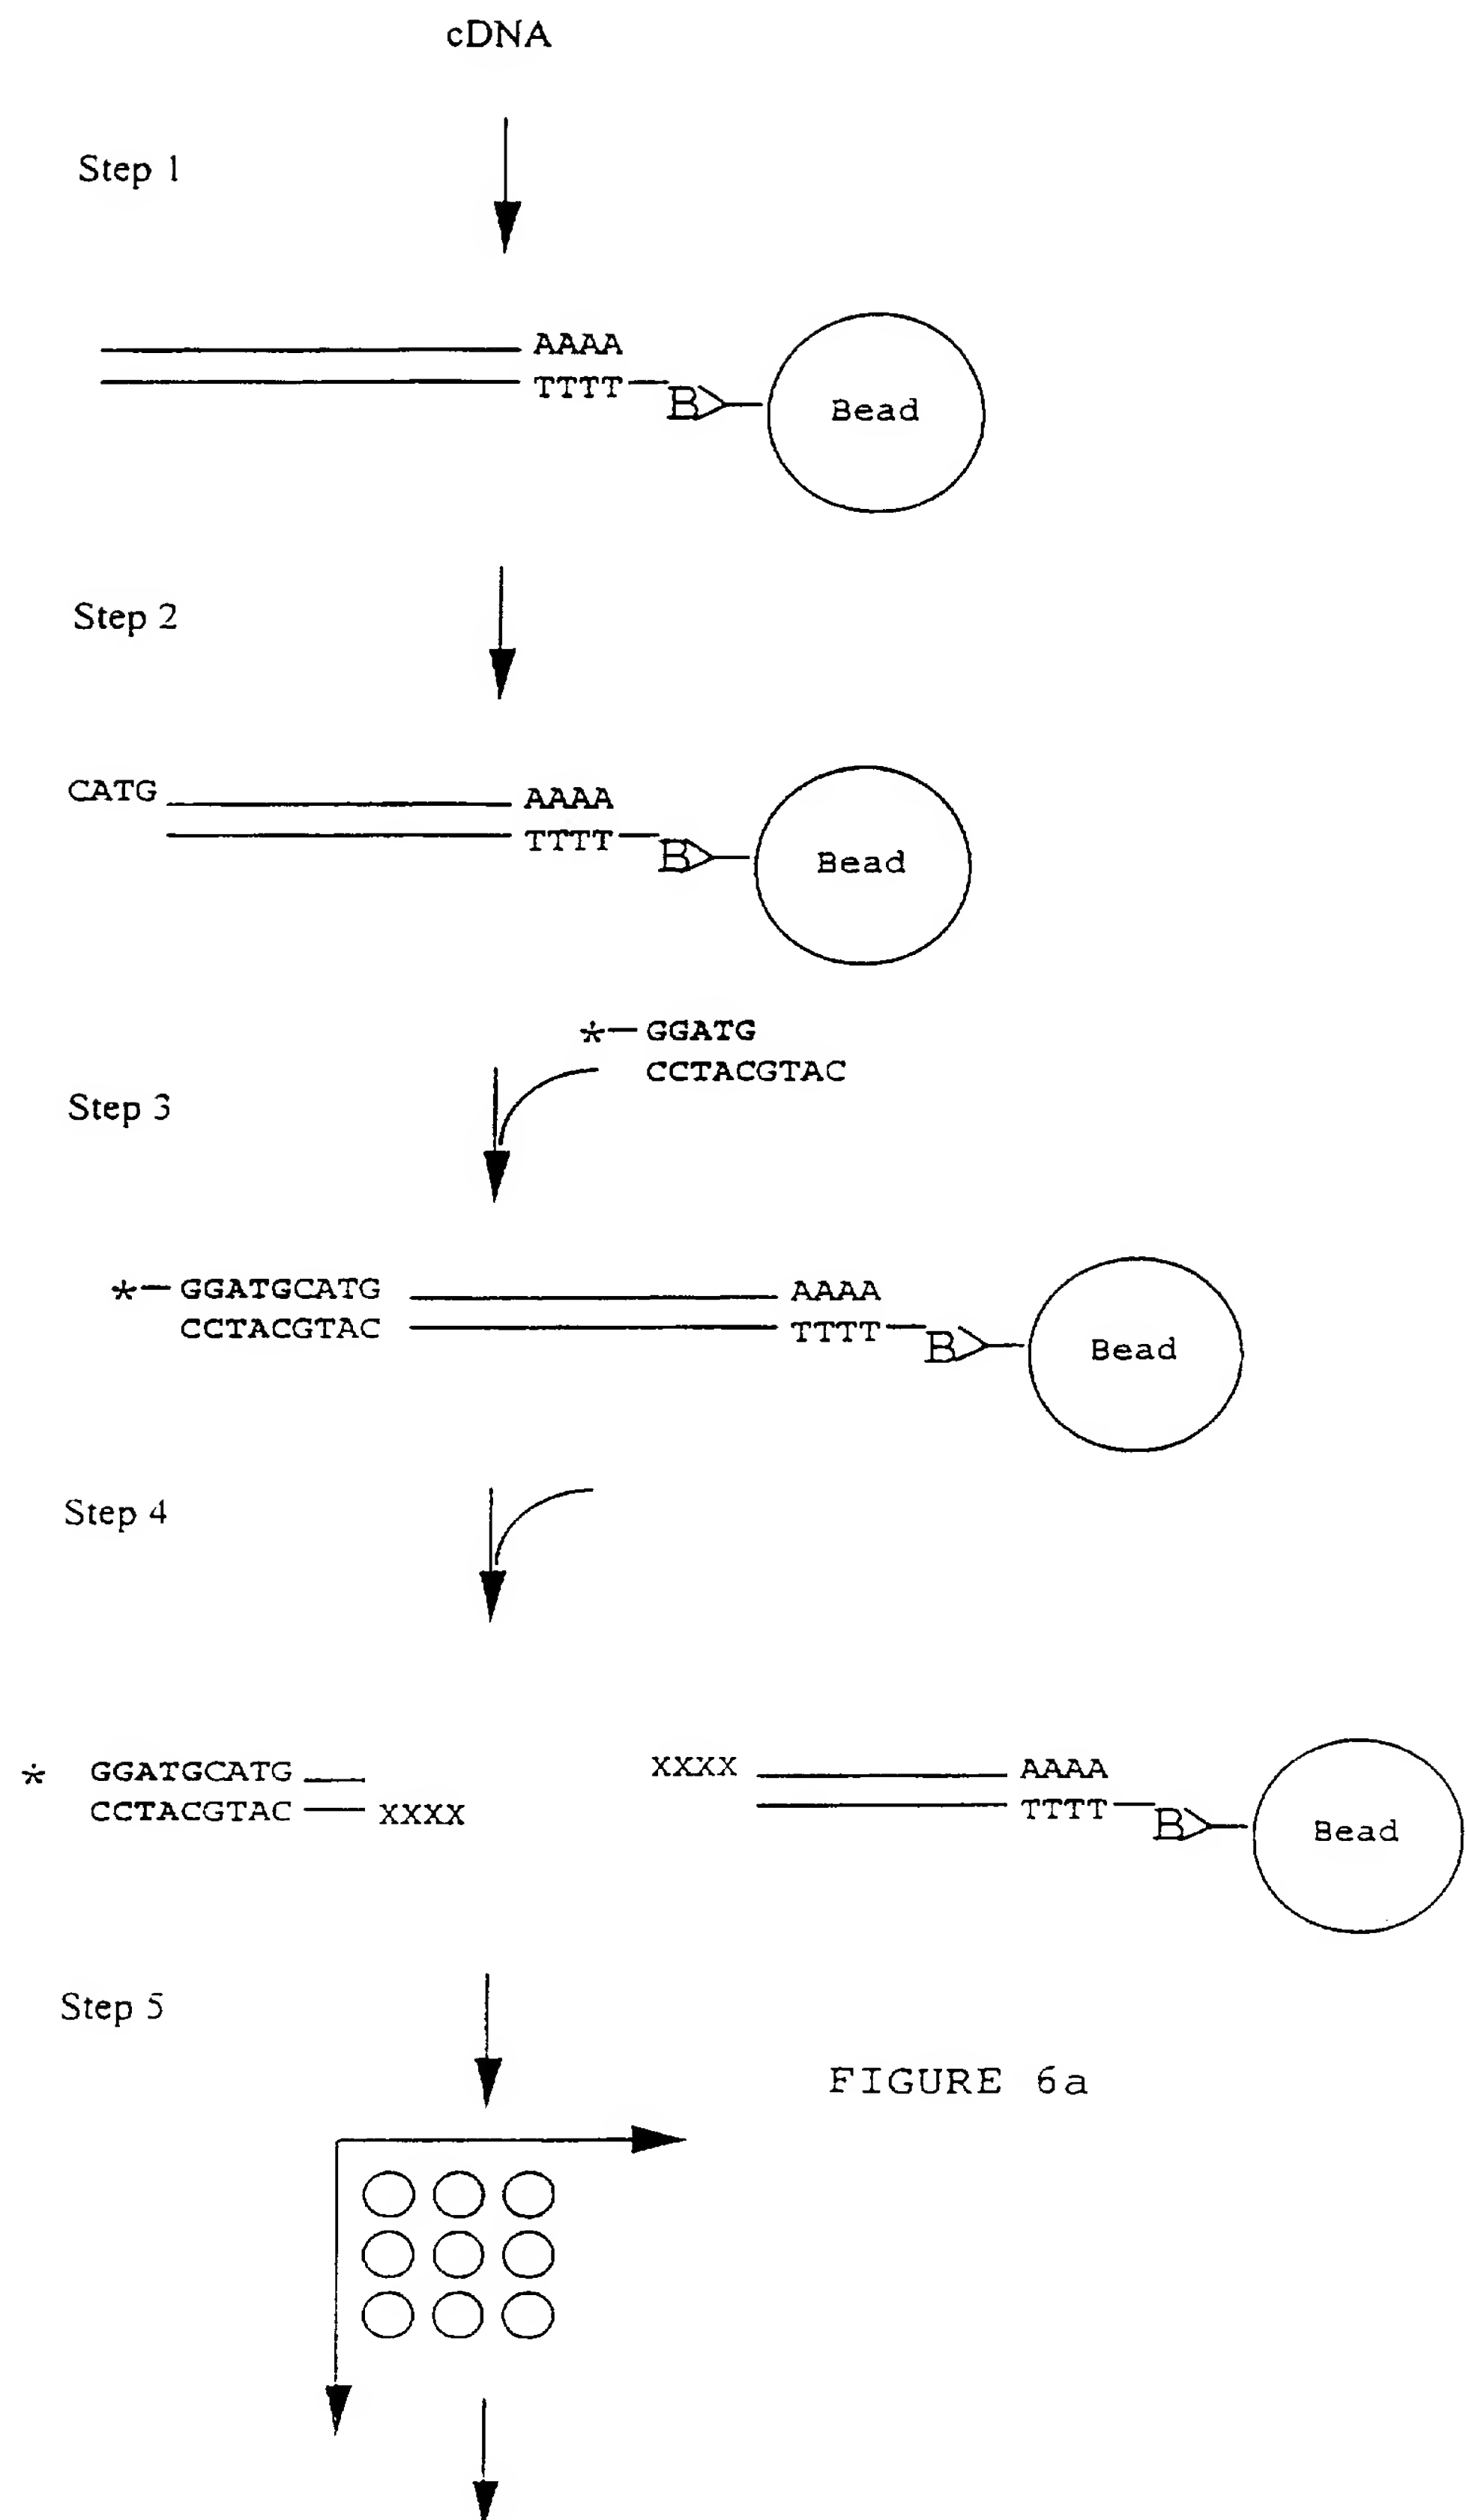 cDNA
Step 1
AAAA
TTTT
B
Bead
Step 2
CATG
AAAA
TTTT
B
Bead
*— GGATG
CCTACGTAC
Step 3
*— GGATGCATG
CCTACGTAC
AAAA
TTTT
B
Bead
Step 4
* GGATGCATG
CCTACGTAC
XXXX
XXXX
AAAA
TTTT
B
Bead
Step 5
FIGURE 6a